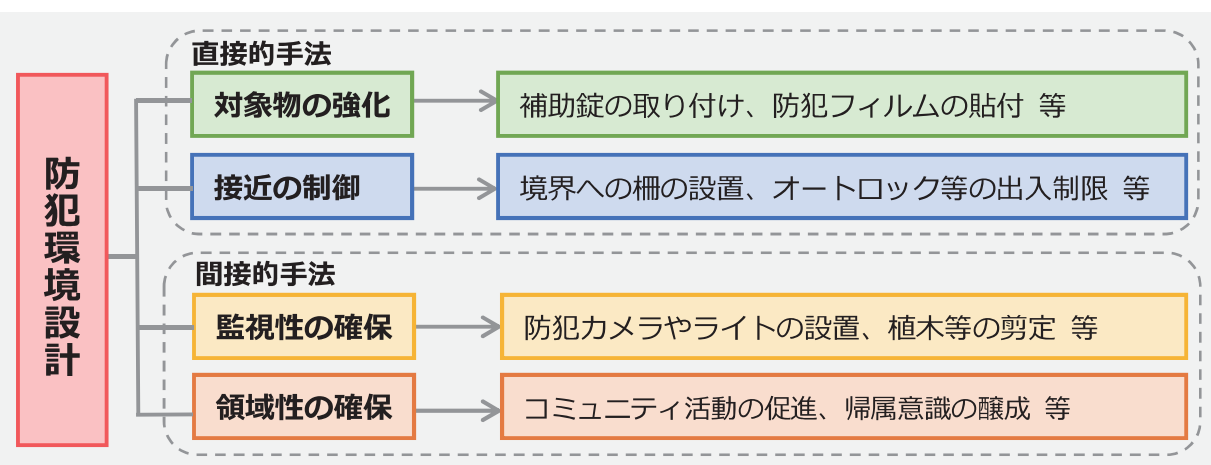 防犯環境設計
直接的手法
対象物の強化
補助錠の取り付け、防犯フィルムの貼付 等
接近の制御
境界への柵の設置、オートロック等の出入制限 等
間接的手法
監視性の確保
防犯カメラやライトの設置、植木等の剪定 等
領域性の確保
コミュニティ活動の促進、帰属意識の醸成 等